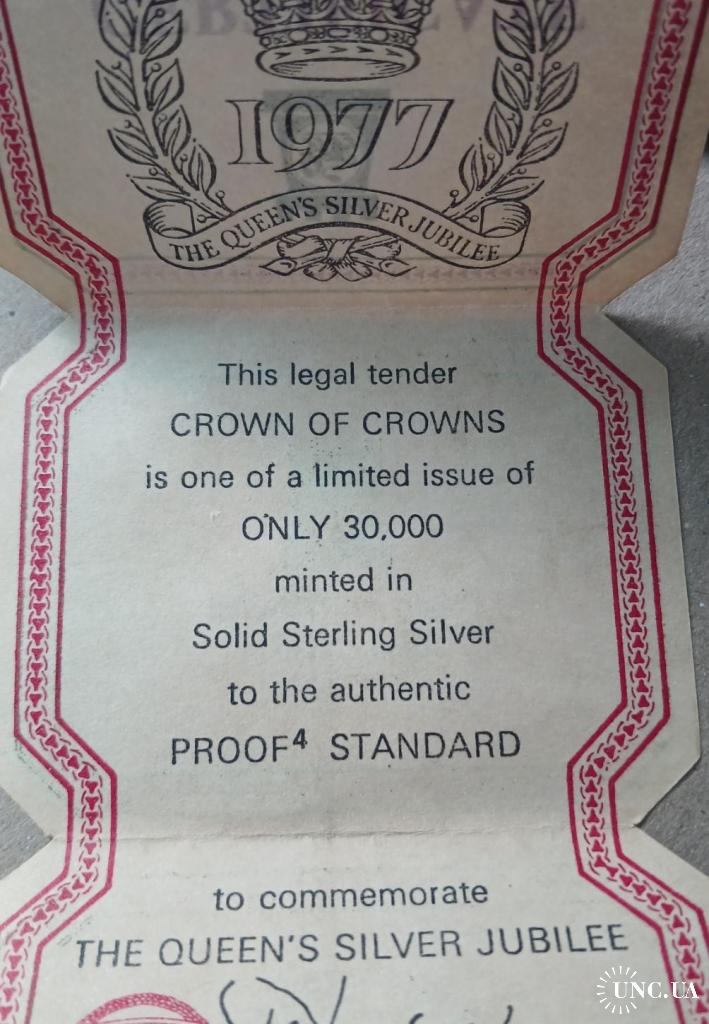 1977
THE QUEEN'S SILVER JUBILEE
This legal tender
CROWN OF CROWNS
is one of a limited issue of
ONLY 30,000
minted in
Solid Sterling Silver
to the authentic
PROOF⁴ STANDARD
to commemorate
THE QUEEN'S SILVER JUBILEE
UNC.UA